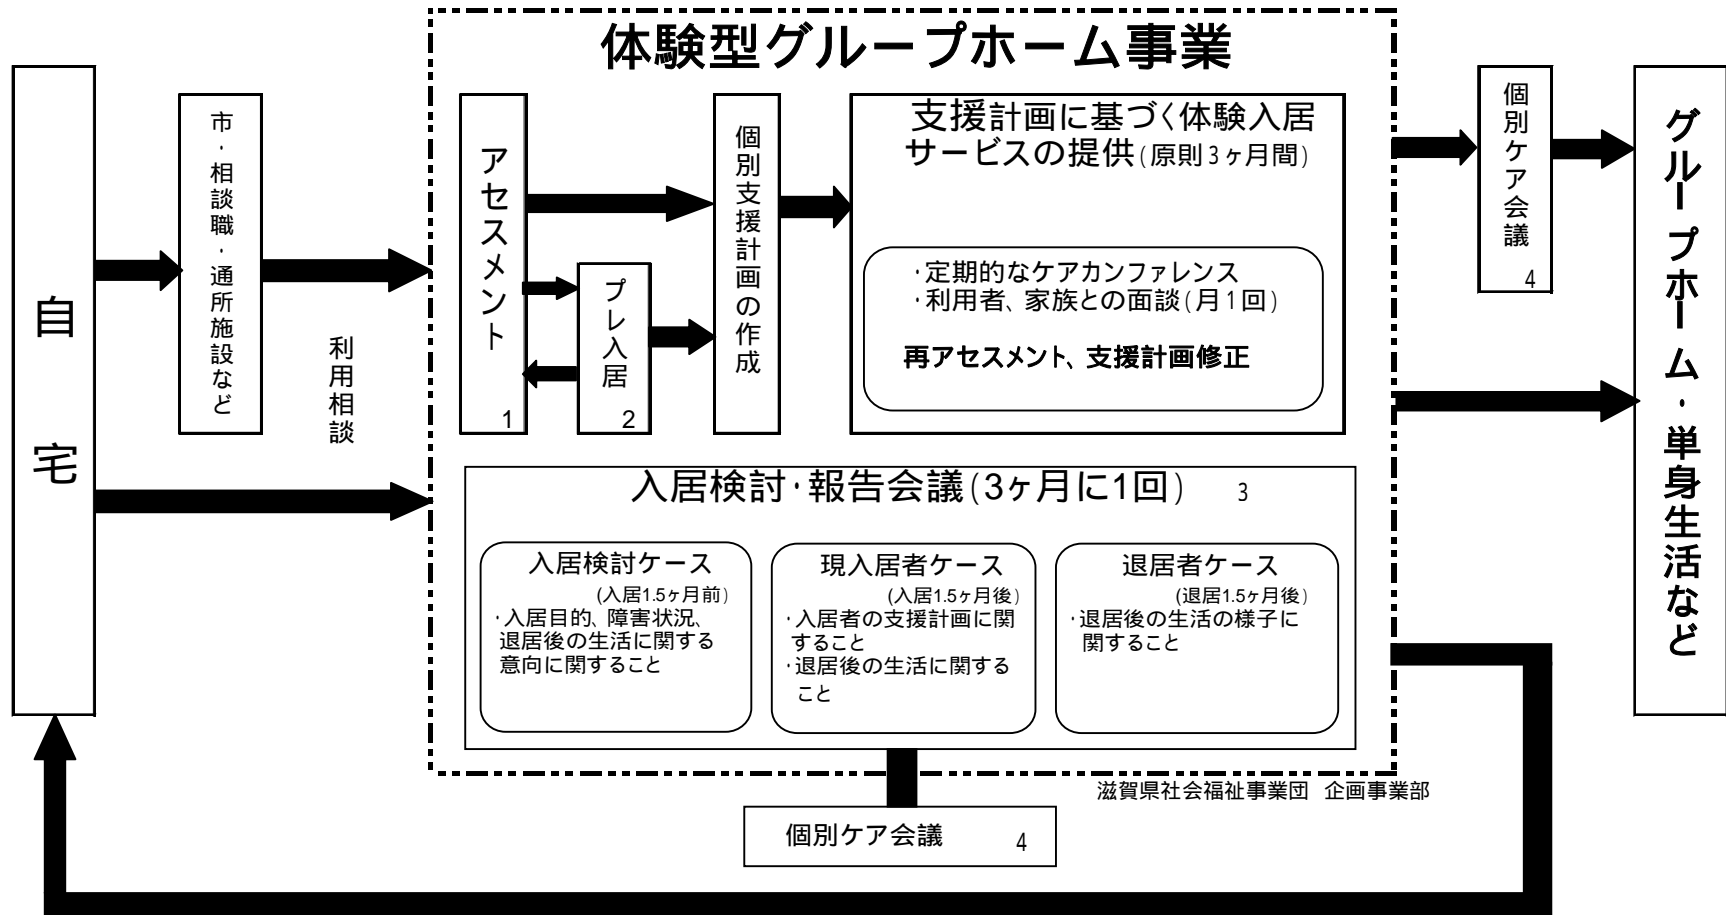 体験型グループホーム事業
自宅
市・相談職・通所施設など
利用相談
アセスメント
1
プレ入居
2
個別支援計画の作成
支援計画に基づく体験入居
サービスの提供(原則3ヶ月間)
・定期的なケアカンファレンス
・利用者、家族との面談(月1回)
再アセスメント、支援計画修正
個別ケア会議
4
グループホーム・単身生活など
入居検討・報告会議(3ヶ月に1回) 3
入居検討ケース
(入居1.5ヶ月前)
・入居目的、障害状況、
退居後の生活に関する
意向に関すること
現入居者ケース
(入居1.5ヶ月後)
・入居者の支援計画に関
すること
・退居後の生活に関する
こと
退居者ケース
(退居1.5ヶ月後)
・退居後の生活の様子に
関すること
滋賀県社会福祉事業団 企画事業部
個別ケア会議 4